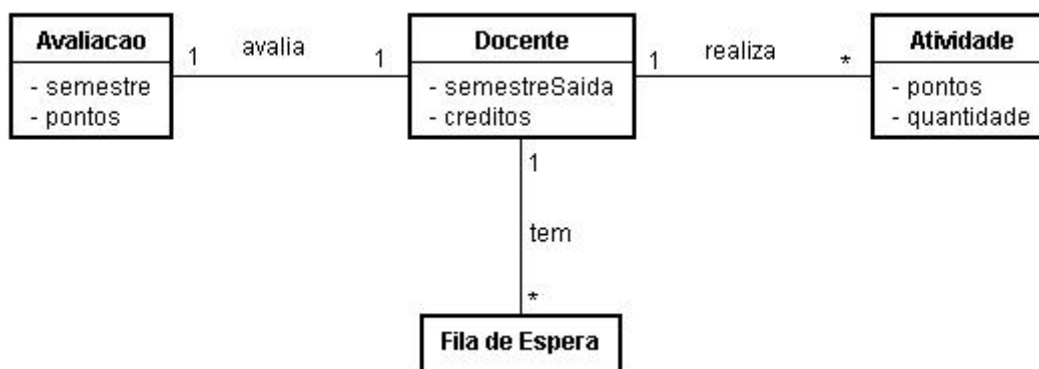 Avaliacao
- semestre
- pontos
1 avalia 1
Docente
- semestreSaida
- creditos
1 realiza *
Atividade
- pontos
- quantidade
1
tem
*
Fila de Espera